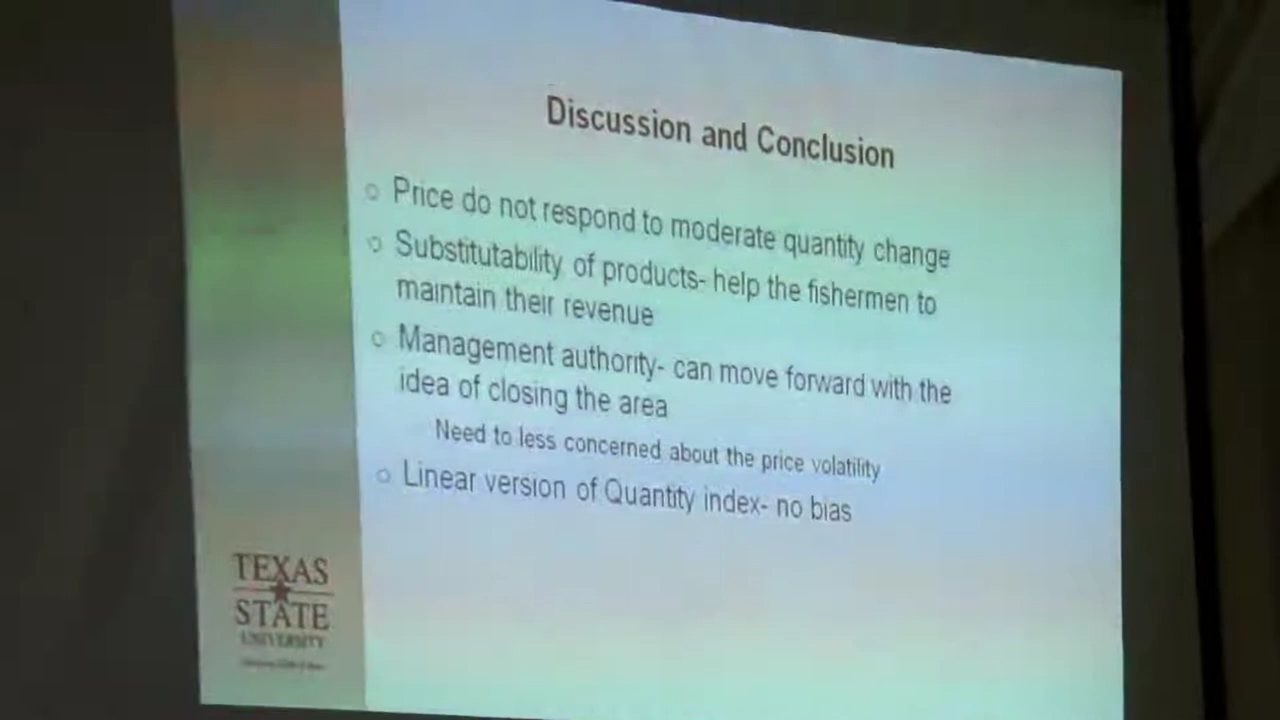 Discussion and Conclusion
Price do not respond to moderate quantity change
Substitutability of products- help the fishermen to
maintain their revenue
Management authority- can move forward with the
idea of closing the area
Need to less concerned about the price volatility
Linear version of Quantity index- no bias
TEXAS
STATE
UNIVERSITY